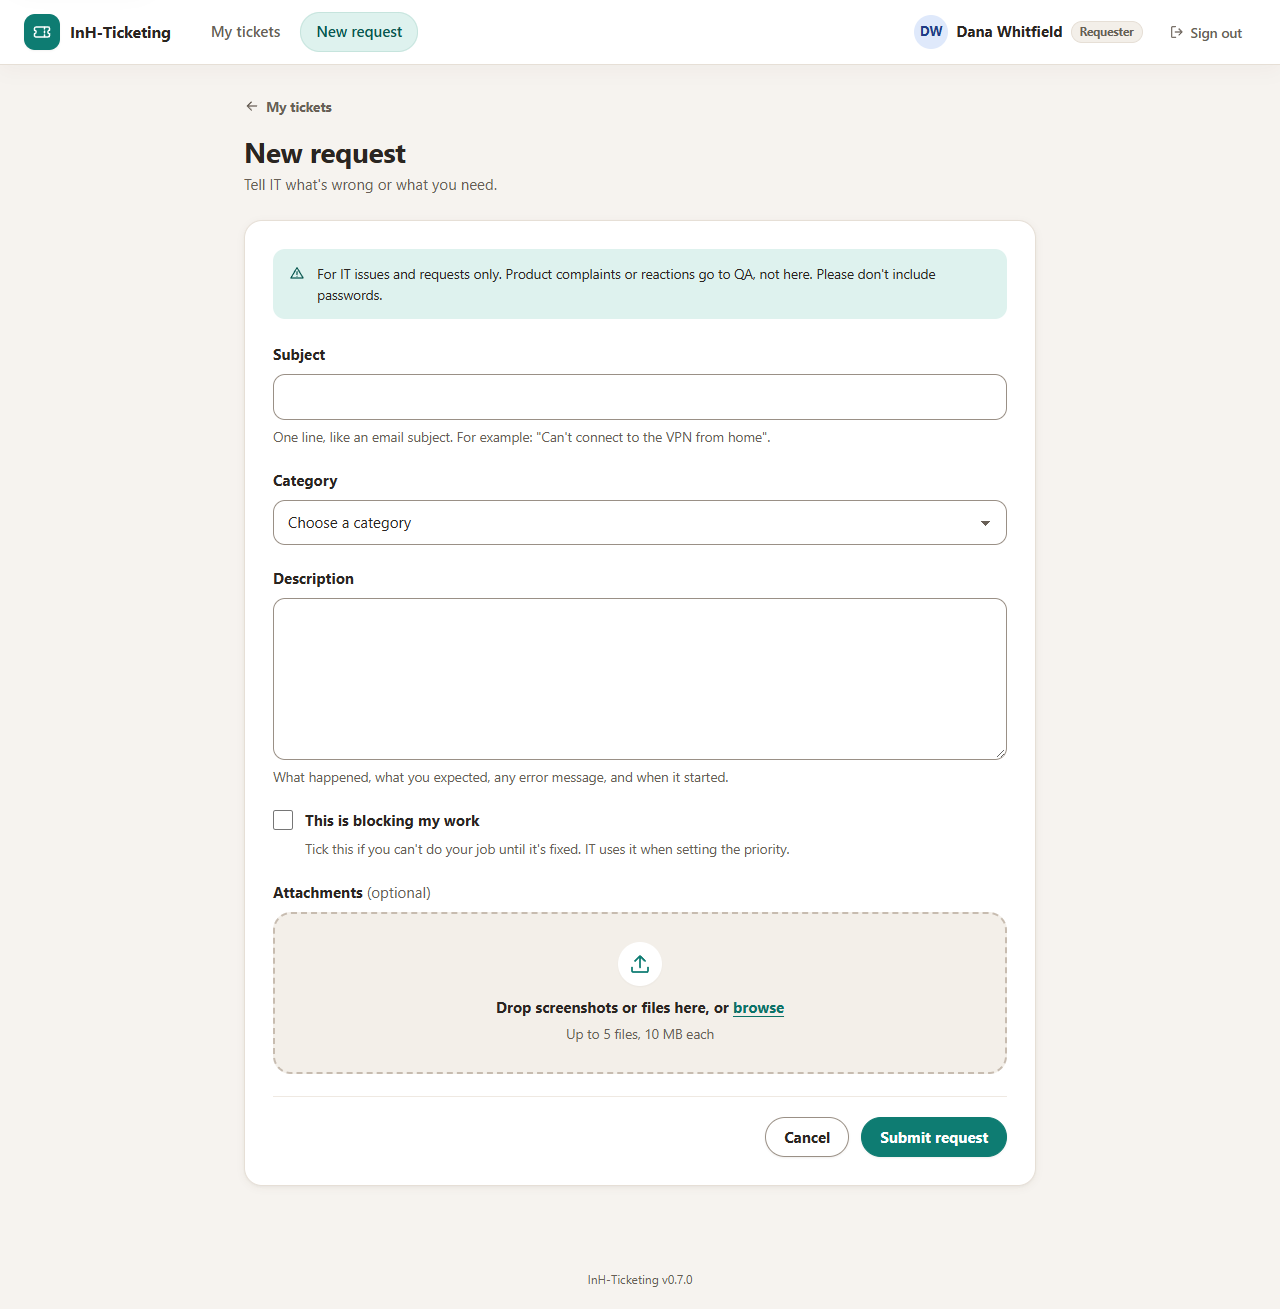 InH-Ticketing
My tickets
New request
DW
Dana Whitfield
Requester
Sign out
My tickets
New request
Tell IT what's wrong or what you need.
For IT issues and requests only. Product complaints or reactions go to QA, not here. Please don't include
passwords.
Subject
One line, like an email subject. For example: "Can't connect to the VPN from home".
Category
Choose a category
Description
What happened, what you expected, any error message, and when it started.
This is blocking my work
Tick this if you can't do your job until it's fixed. IT uses it when setting the priority.
Attachments (optional)
Drop screenshots or files here, or browse
Up to 5 files, 10 MB each
Cancel
Submit request
InH-Ticketing v0.7.0